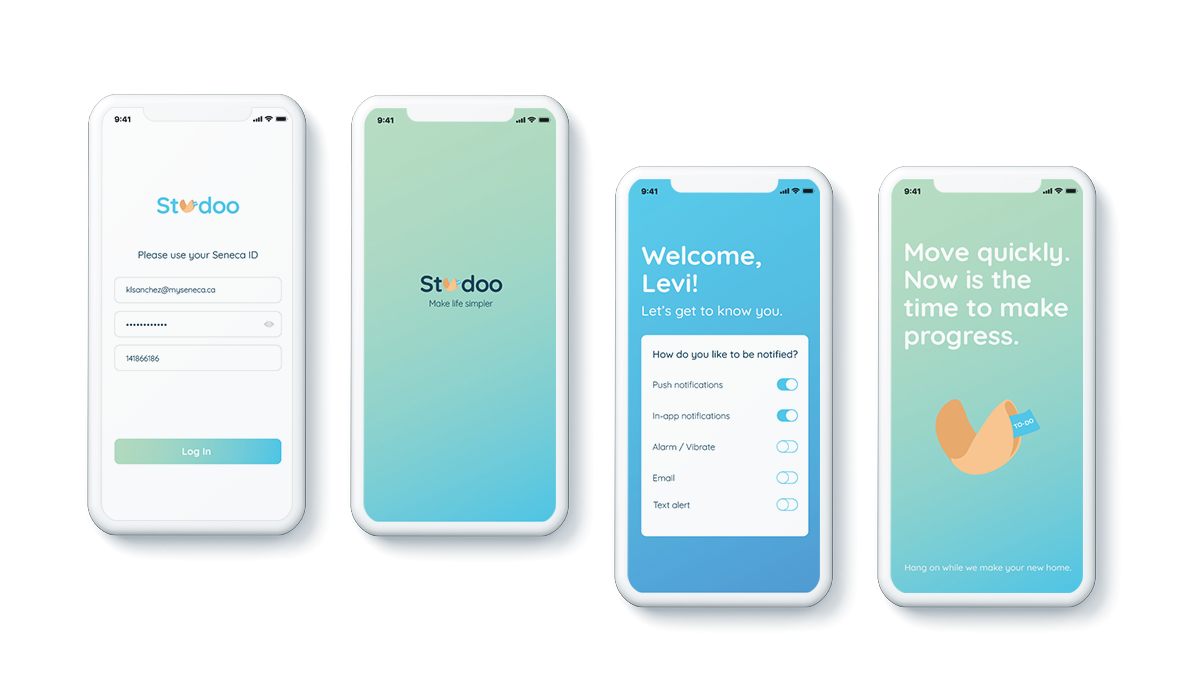 9:41
Studoo
Please use your Seneca ID
klsanchez@myseneca.ca
••••••••••••
141866186
Log In
9:41
Studoo
Make life simpler
9:41
Welcome,
Levi!
Let's get to know you.
How do you like to be notified?
Push notifications
In-app notifications
Alarm / Vibrate
Email
Text alert
9:41
Move quickly.
Now is the
time to make
progress.
TO-DO
Hang on while we make your new home.